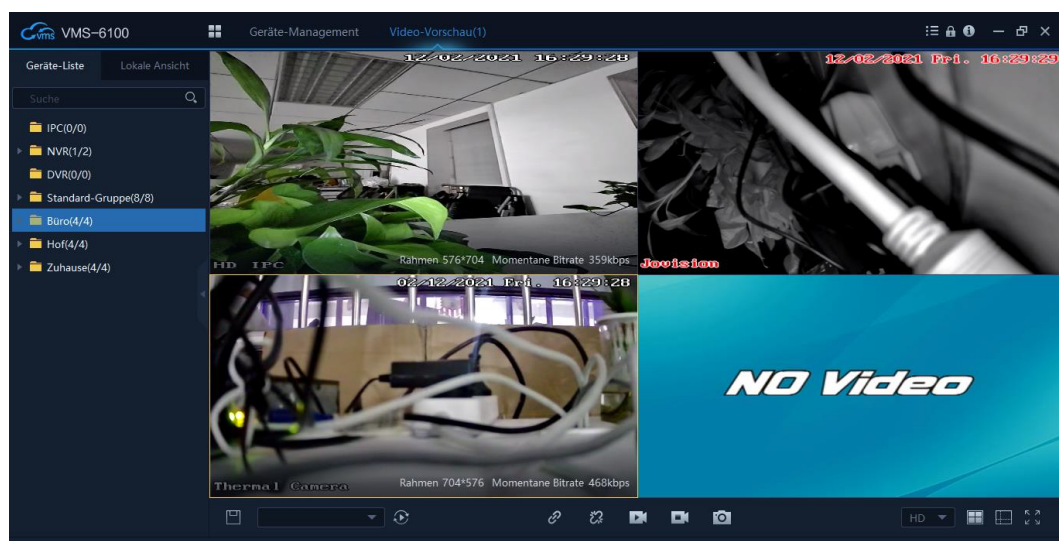 Cvms VMS-6100 Geräte-Management Video-Vorschau(1)
Geräte-Liste Lokale Ansicht
Suche
IPC(0/0)
NVR(1/2)
DVR(0/0)
Standard-Gruppe(8/8)
Büro(4/4)
Hof(4/4)
Zuhause(4/4)
12/02/2021 16:29:28
HD IPC Rahmen 576*704 Momentane Bitrate 359kbps
12/02/2021 Fri. 16:29:29
Jovision
02/12/2021 Fri. 16:29:28
Thermal Camera Rahmen 704*576 Momentane Bitrate 468kbps
NO Video
HD